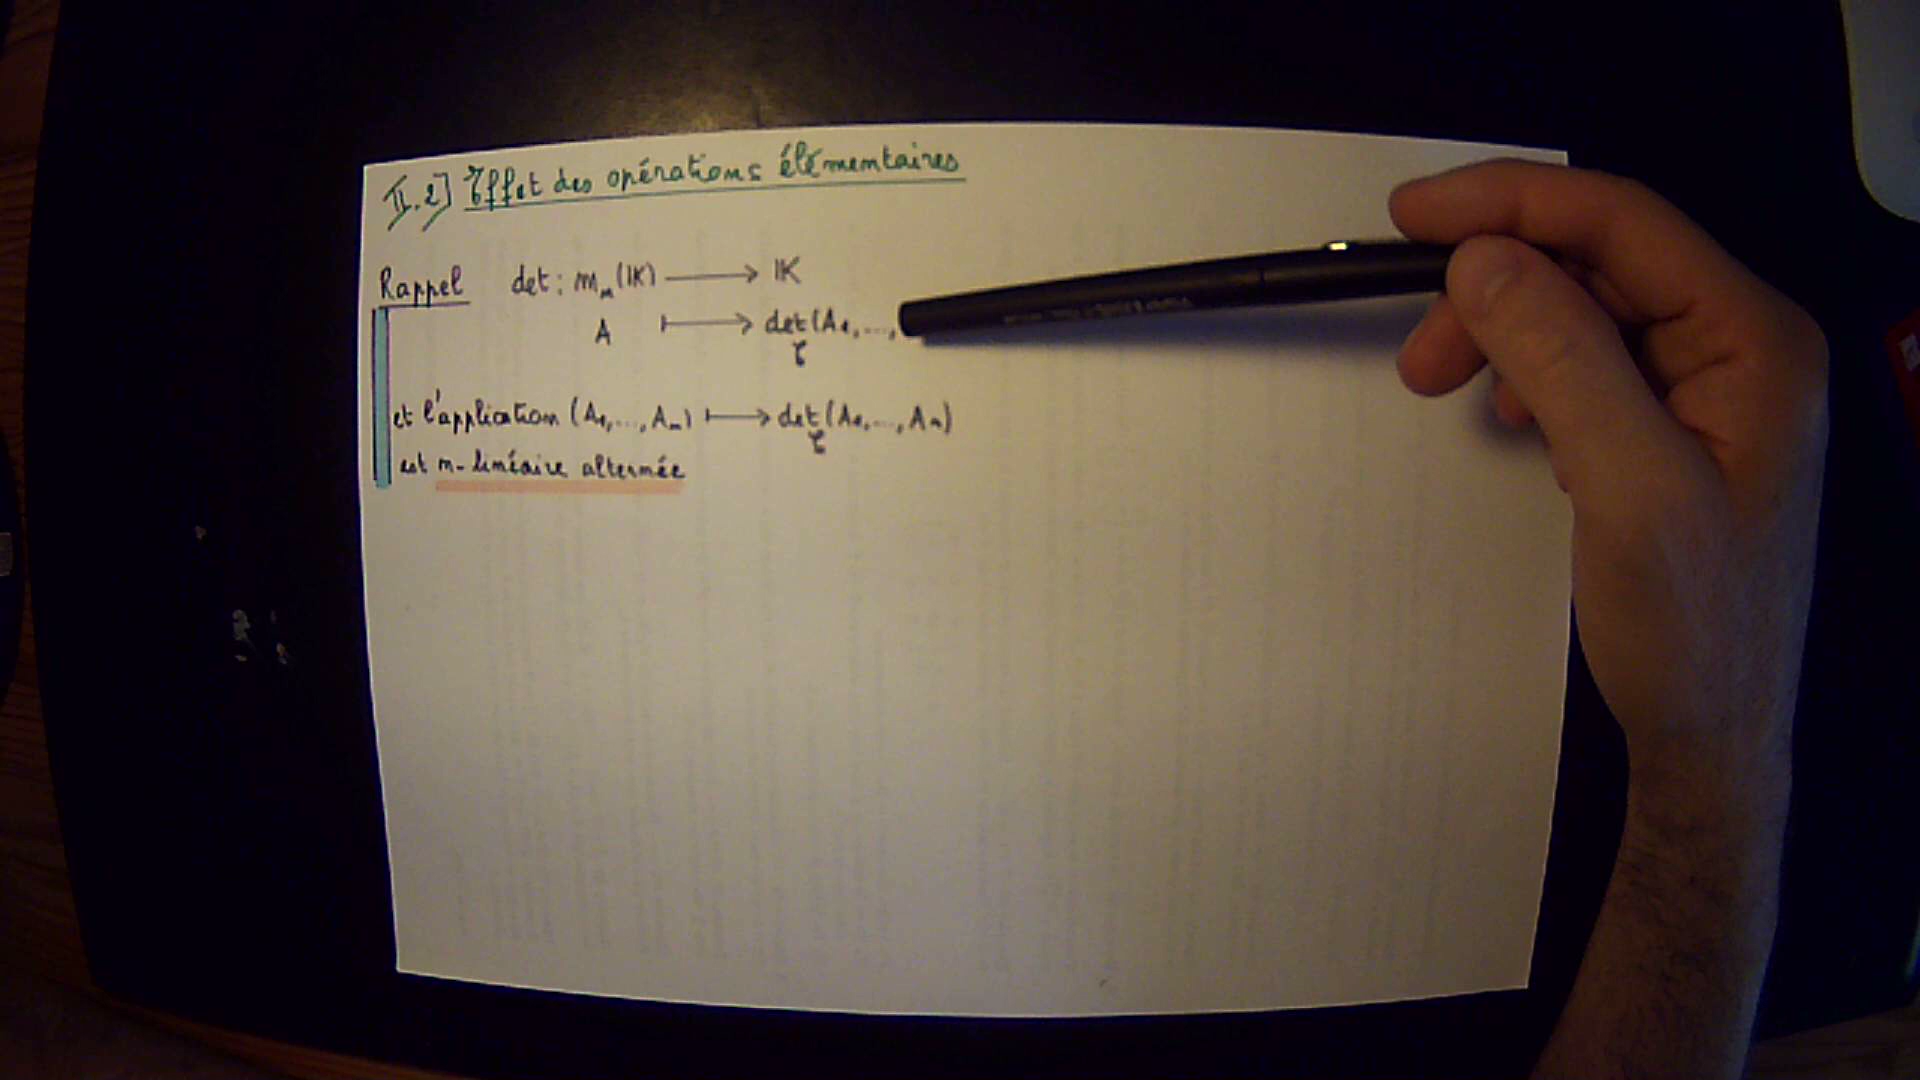 II.2] Effet des opérations élémentaires
Rappel det : Mn(IK) ⟶ IK
A ⟼ det(A1,...,
ℰ
et l'application (A1,...,An) ⟼ det(A1,...,An)
ℰ
est n-linéaire alternée